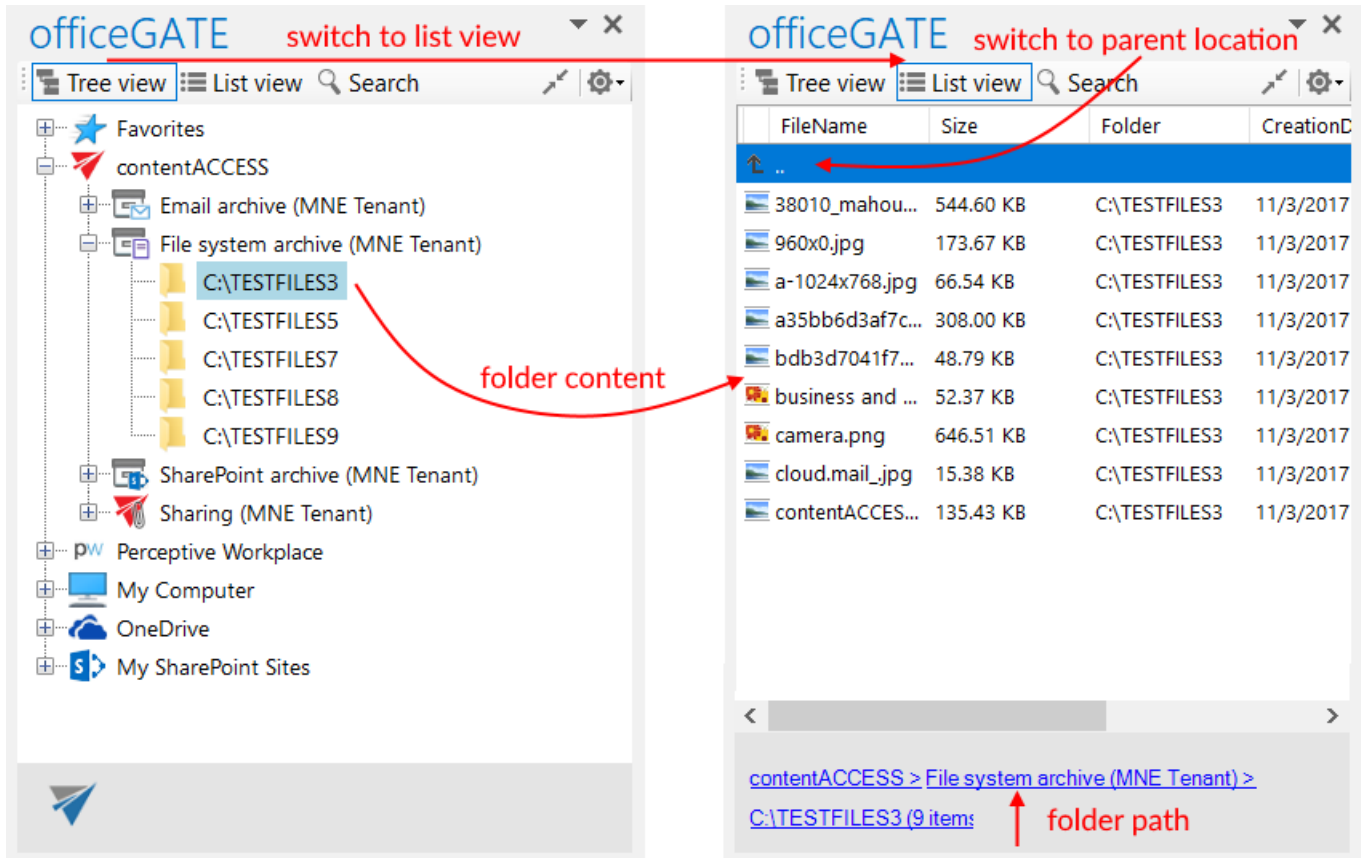 officeGATE
switch to list view
Tree view List view Search
Favorites
contentACCESS
Email archive (MNE Tenant)
File system archive (MNE Tenant)
C:\TESTFILES3
C:\TESTFILES5
C:\TESTFILES7
C:\TESTFILES8
C:\TESTFILES9
SharePoint archive (MNE Tenant)
Sharing (MNE Tenant)
pw Perceptive Workplace
My Computer
OneDrive
S My SharePoint Sites
folder content
officeGATE
switch to parent location
Tree view List view Search
FileName Size Folder CreationD
..
38010_mahou... 544.60 KB C:\TESTFILES3 11/3/2017
960x0.jpg 173.67 KB C:\TESTFILES3 11/3/2017
a-1024x768.jpg 66.54 KB C:\TESTFILES3 11/3/2017
a35bb6d3af7c... 308.00 KB C:\TESTFILES3 11/3/2017
bdb3d7041f7... 48.79 KB C:\TESTFILES3 11/3/2017
business and ... 52.37 KB C:\TESTFILES3 11/3/2017
camera.png 646.51 KB C:\TESTFILES3 11/3/2017
cloud.mail_.jpg 15.38 KB C:\TESTFILES3 11/3/2017
contentACCES... 135.43 KB C:\TESTFILES3 11/3/2017
contentACCESS > File system archive (MNE Tenant) >
C:\TESTFILES3 (9 items
folder path